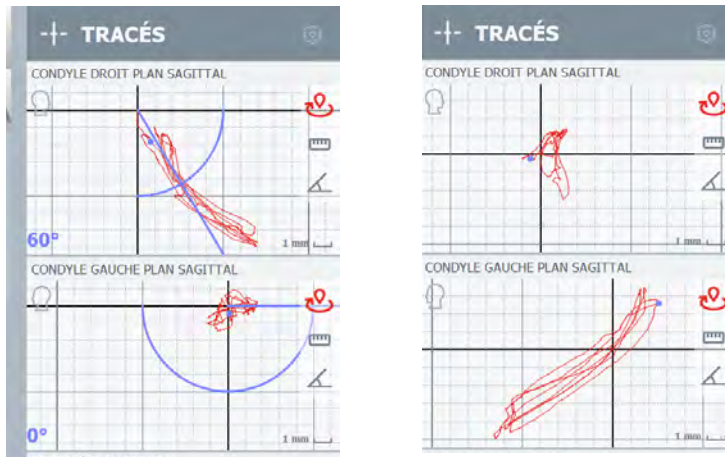 TRACÉS
CONDYLE DROIT PLAN SAGITTAL
60°
1 mm
CONDYLE GAUCHE PLAN SAGITTAL
0°
1 mm
TRACÉS
CONDYLE DROIT PLAN SAGITTAL
1 mm
CONDYLE GAUCHE PLAN SAGITTAL
1 mm